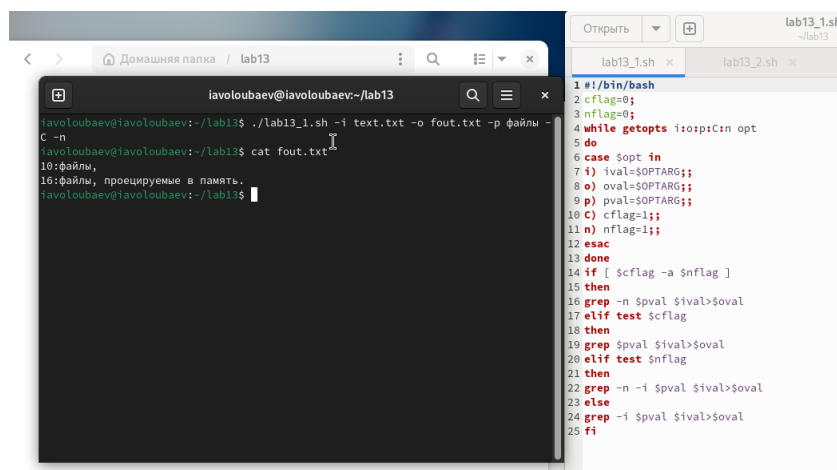 Домашняя папка / lab13
iavoloubaev@iavoloubaev:~/lab13
iavoloubaev@iavoloubaev:~/lab13$ ./lab13_1.sh -i text.txt -o fout.txt -p файлы -
C -n
iavoloubaev@iavoloubaev:~/lab13$ cat fout.txt
10:файлы,
16:файлы, проецируемые в память.
iavoloubaev@iavoloubaev:~/lab13$
Открыть
lab13_1.sh
~/lab13
lab13_1.sh
lab13_2.sh
1 #!/bin/bash
2 cflag=0;
3 nflag=0;
4 while getopts i:o:p:C:n opt
5 do
6 case $opt in
7 i) ival=$OPTARG;;
8 o) oval=$OPTARG;;
9 p) pval=$OPTARG;;
10 C) cflag=1;;
11 n) nflag=1;;
12 esac
13 done
14 if [ $cflag -a $nflag ]
15 then
16 grep -n $pval $ival>$oval
17 elif test $cflag
18 then
19 grep $pval $ival>$oval
20 elif test $nflag
21 then
22 grep -n -i $pval $ival>$oval
23 else
24 grep -i $pval $ival>$oval
25 fi